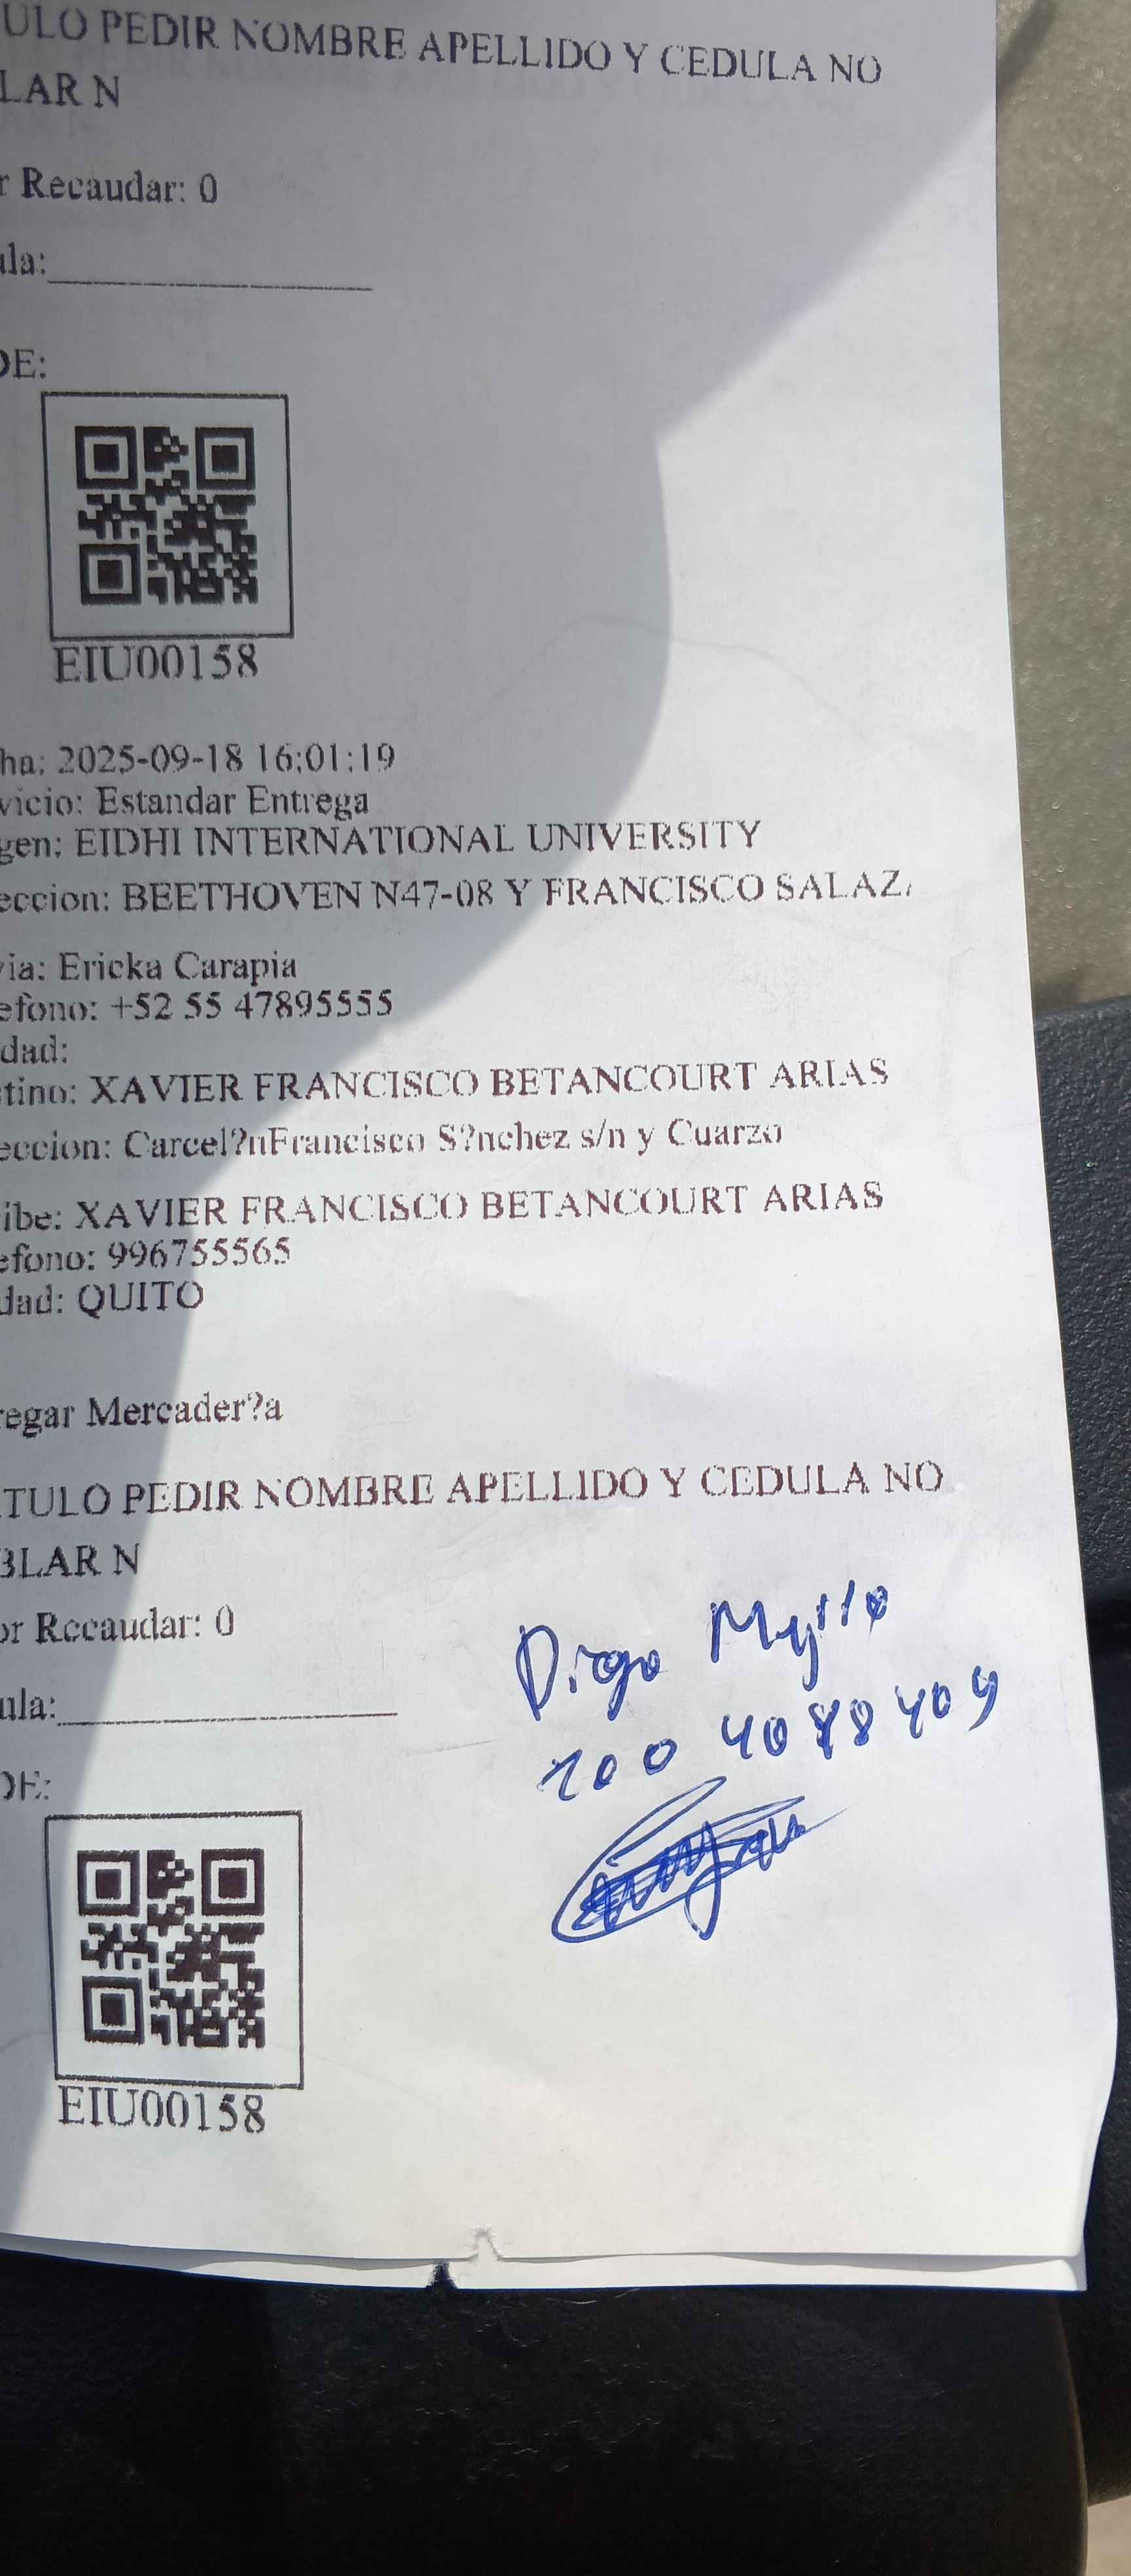 ULO PEDIR NOMBRE APELLIDO Y CEDULA NO
LAR N
r Recaudar: 0
ula:
DE:
EIU00158
ha: 2025-09-18 16:01:19
vicio: Estandar Entrega
gen: EIDHI INTERNATIONAL UNIVERSITY
eccion: BEETHOVEN N47-08 Y FRANCISCO SALAZ
via: Ericka Carapia
efono: +52 55 47895555
dad:
tino: XAVIER FRANCISCO BETANCOURT ARIAS
eccion: Carcel?nFrancisco S?nchez s/n y Cuarzo
ibe: XAVIER FRANCISCO BETANCOURT ARIAS
efono: 996755565
dad: QUITO
regar Mercader?a
TULO PEDIR NOMBRE APELLIDO Y CEDULA NO
BLAR N
or Recaudar: 0
ula:
Diego
DE:
EIU00158